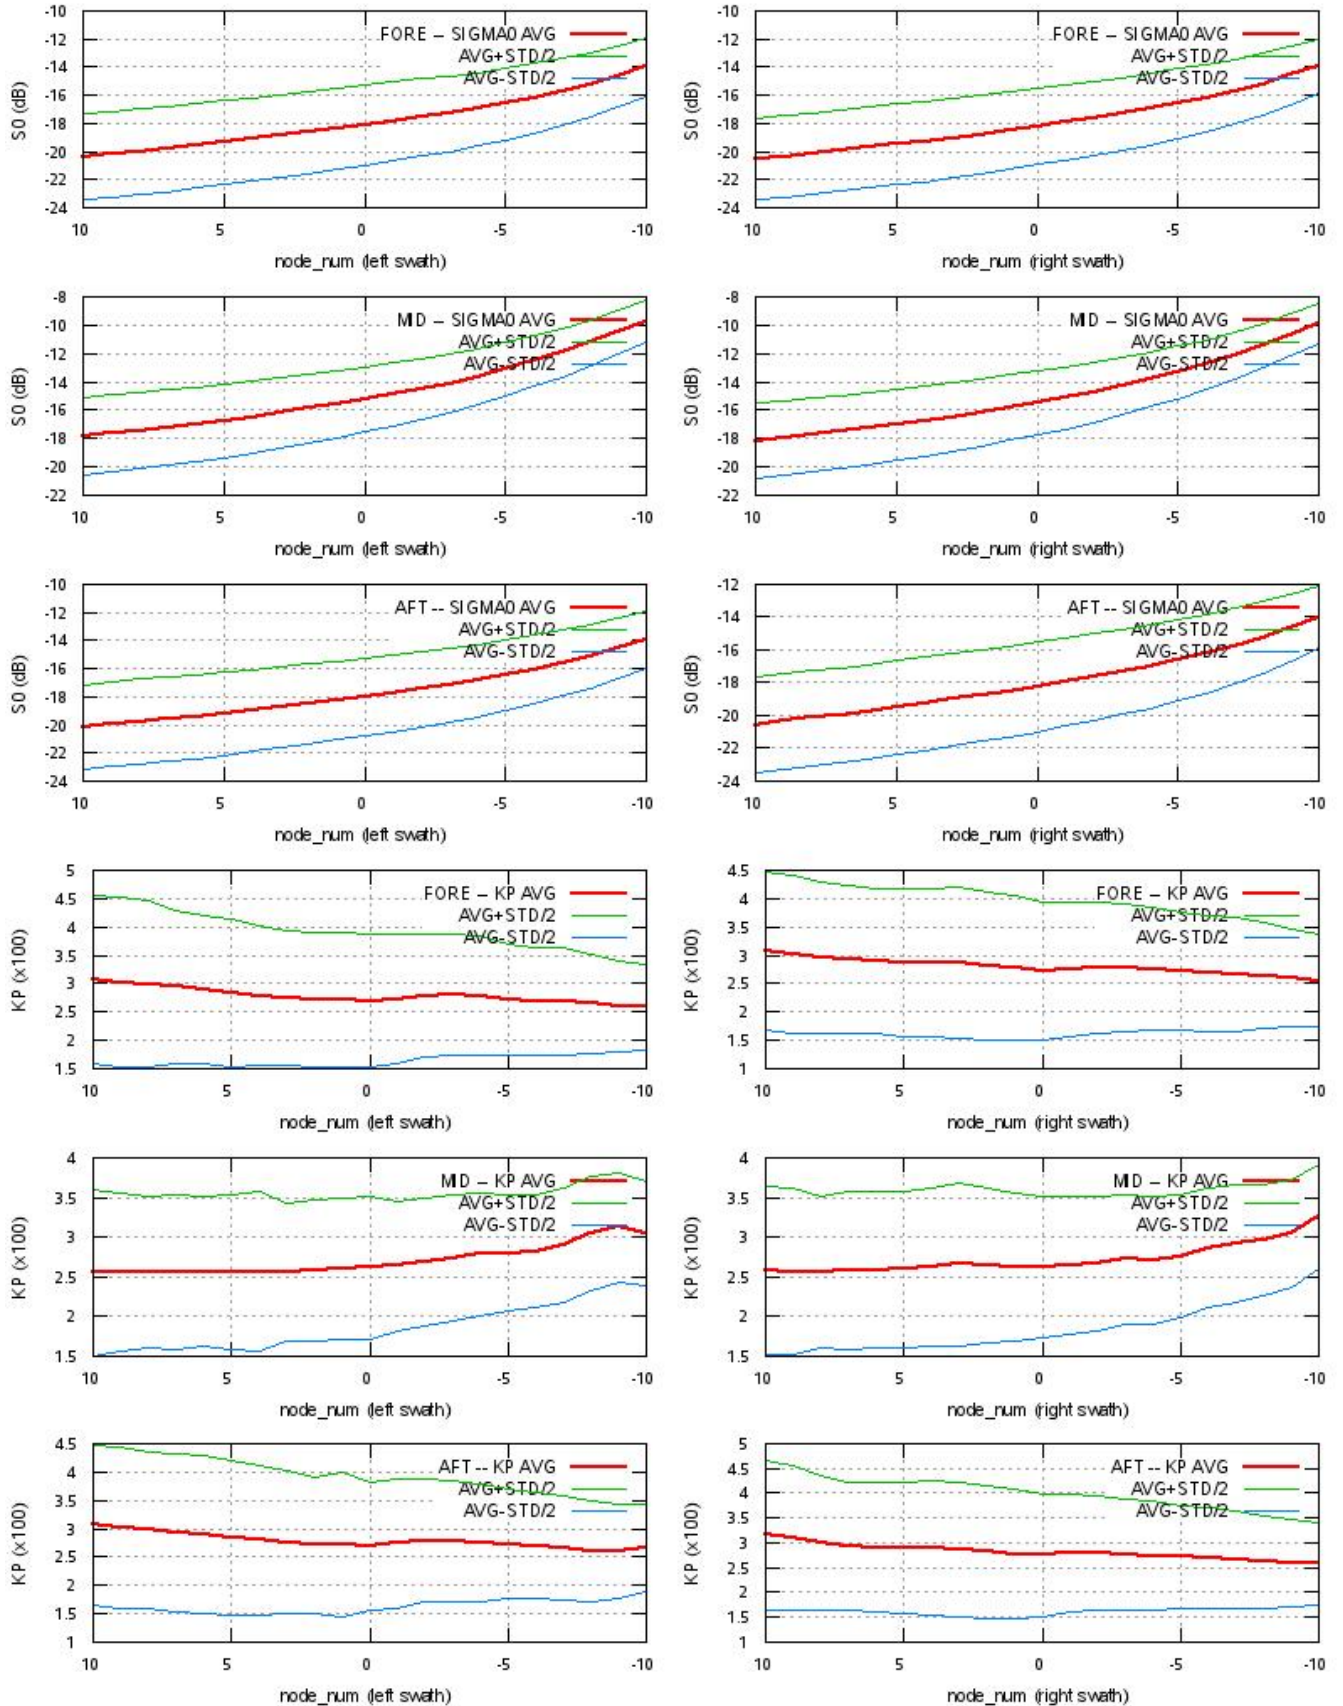 -10
-12
-14
-16
-18
-20
-22
-24
S0 (dB)
FORE -- SIGMA0 AVG
AVG+STD/2
AVG-STD/2
10 5 0 -5 -10
node_num (left swath)
-10
-12
-14
-16
-18
-20
-22
-24
S0 (dB)
FORE -- SIGMA0 AVG
AVG+STD/2
AVG-STD/2
10 5 0 -5 -10
node_num (right swath)
-8
-10
-12
-14
-16
-18
-20
-22
S0 (dB)
MID -- SIGMA0 AVG
AVG+STD/2
AVG-STD/2
10 5 0 -5 -10
node_num (left swath)
-8
-10
-12
-14
-16
-18
-20
-22
S0 (dB)
MID -- SIGMA0 AVG
AVG+STD/2
AVG-STD/2
10 5 0 -5 -10
node_num (right swath)
-10
-12
-14
-16
-18
-20
-22
-24
S0 (dB)
AFT -- SIGMA0 AVG
AVG+STD/2
AVG-STD/2
10 5 0 -5 -10
node_num (left swath)
-12
-14
-16
-18
-20
-22
-24
S0 (dB)
AFT -- SIGMA0 AVG
AVG+STD/2
AVG-STD/2
10 5 0 -5 -10
node_num (right swath)
5
4.5
4
3.5
3
2.5
2
1.5
KP (x100)
FORE -- KP AVG
AVG+STD/2
AVG-STD/2
10 5 0 -5 -10
node_num (left swath)
4.5
4
3.5
3
2.5
2
1.5
1
KP (x100)
FORE -- KP AVG
AVG+STD/2
AVG-STD/2
10 5 0 -5 -10
node_num (right swath)
4
3.5
3
2.5
2
1.5
KP (x100)
MID -- KP AVG
AVG+STD/2
AVG-STD/2
10 5 0 -5 -10
node_num (left swath)
4
3.5
3
2.5
2
1.5
KP (x100)
MID -- KP AVG
AVG+STD/2
AVG-STD/2
10 5 0 -5 -10
node_num (right swath)
4.5
4
3.5
3
2.5
2
1.5
1
KP (x100)
AFT -- KP AVG
AVG+STD/2
AVG-STD/2
10 5 0 -5 -10
node_num (left swath)
5
4.5
4
3.5
3
2.5
2
1.5
1
KP (x100)
AFT -- KP AVG
AVG+STD/2
AVG-STD/2
10 5 0 -5 -10
node_num (right swath)